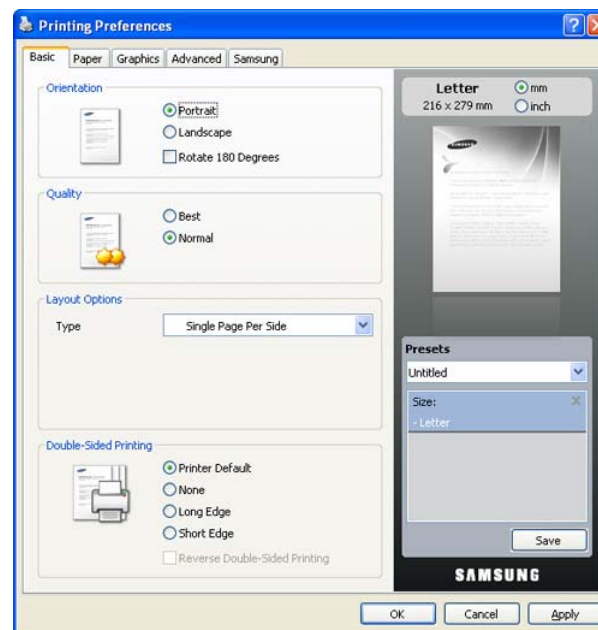 Printing Preferences
Basic Paper Graphics Advanced Samsung
Orientation
Portrait
Landscape
Rotate 180 Degrees
Quality
Best
Normal
Layout Options
Type Single Page Per Side
Double-Sided Printing
Printer Default
None
Long Edge
Short Edge
Reverse Double-Sided Printing
Letter mm
216 x 279 mm inch
SAMSUNG
Presets
Untitled
Size:
- Letter
Save
SAMSUNG
OK Cancel Apply